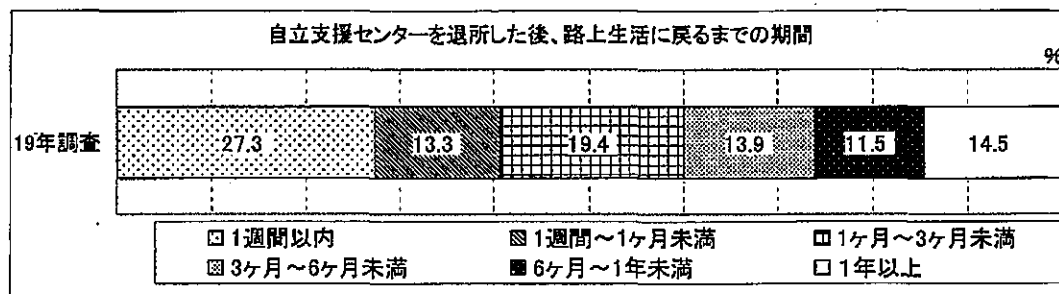 自立支援センターを退所した後、路上生活に戻るまでの期間
%
19年調査 27.3 13.3 19.4 13.9 11.5 14.5
1週間以内 1週間～1ヶ月未満 1ヶ月～3ヶ月未満
3ヶ月～6ヶ月未満 6ヶ月～1年未満 1年以上